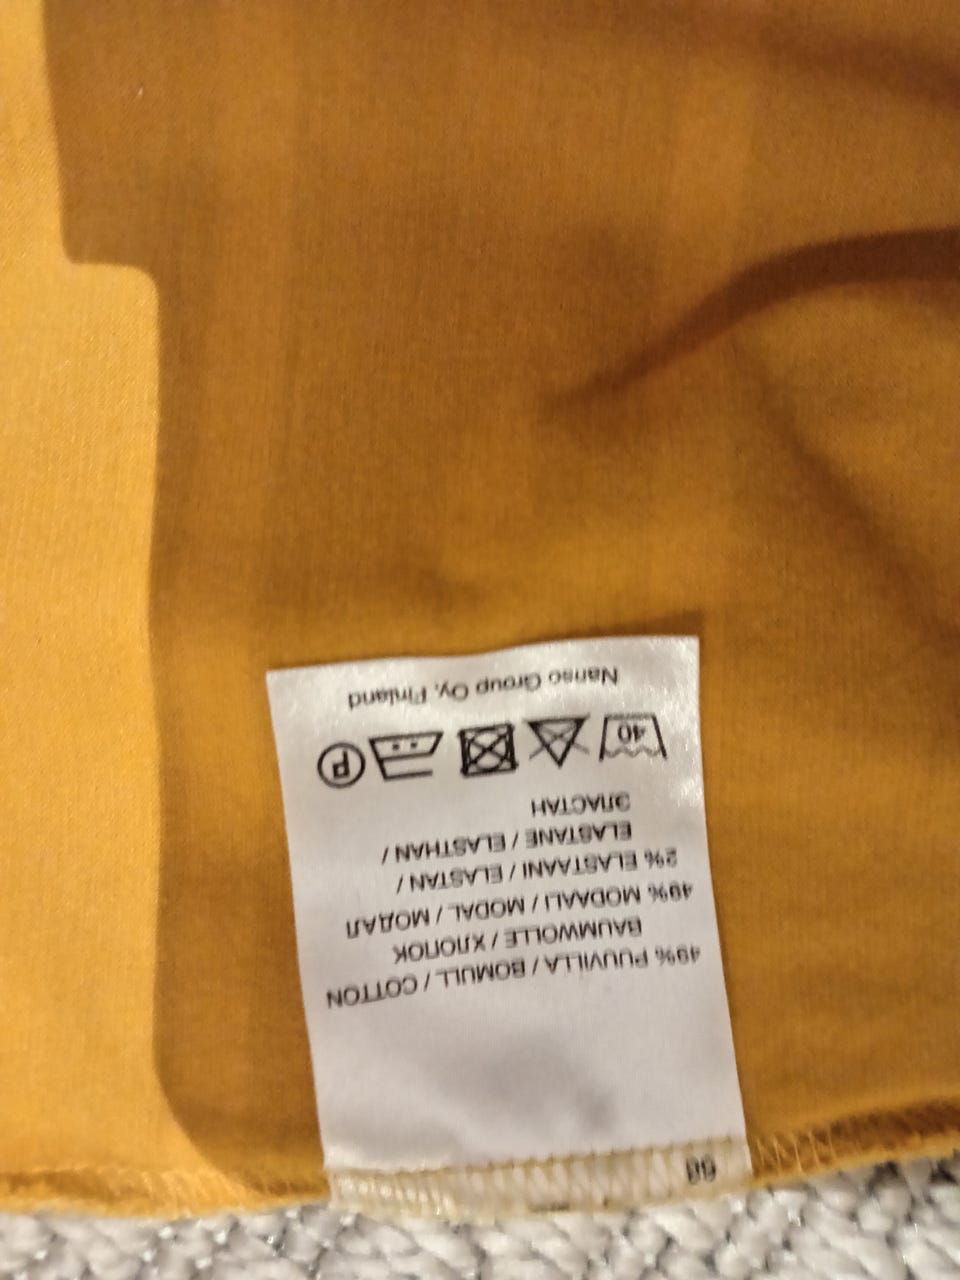 49% PUUVILLA / BOMULL / COTTON
BAUMWOLLE / ХЛОПОК
49% MODAALI / MODAL / МОДАЛ
2% ELASTAANI / ELASTAN /
ELASTANE / ELASTHAN /
ЭЛАСТАН
40
P
Nanso Group Oy, Finland